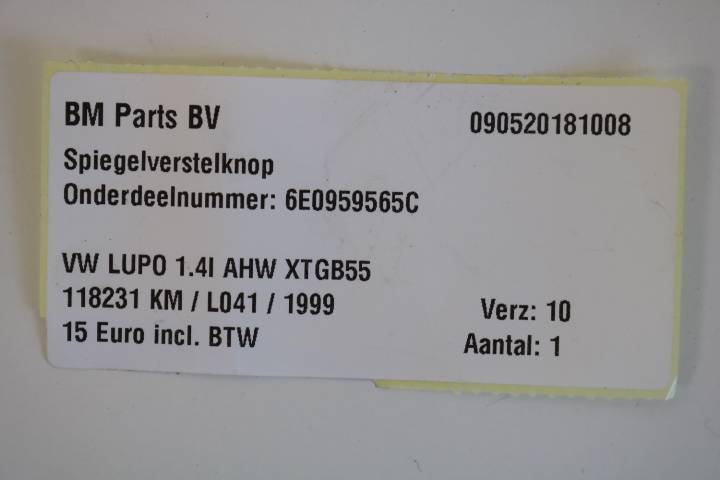 BM Parts BV 090520181008
Spiegelverstelknop
Onderdeelnummer: 6E0959565C
VW LUPO 1.4I AHW XTGB55
118231 KM / L041 / 1999 Verz: 10
15 Euro incl. BTW Aantal: 1